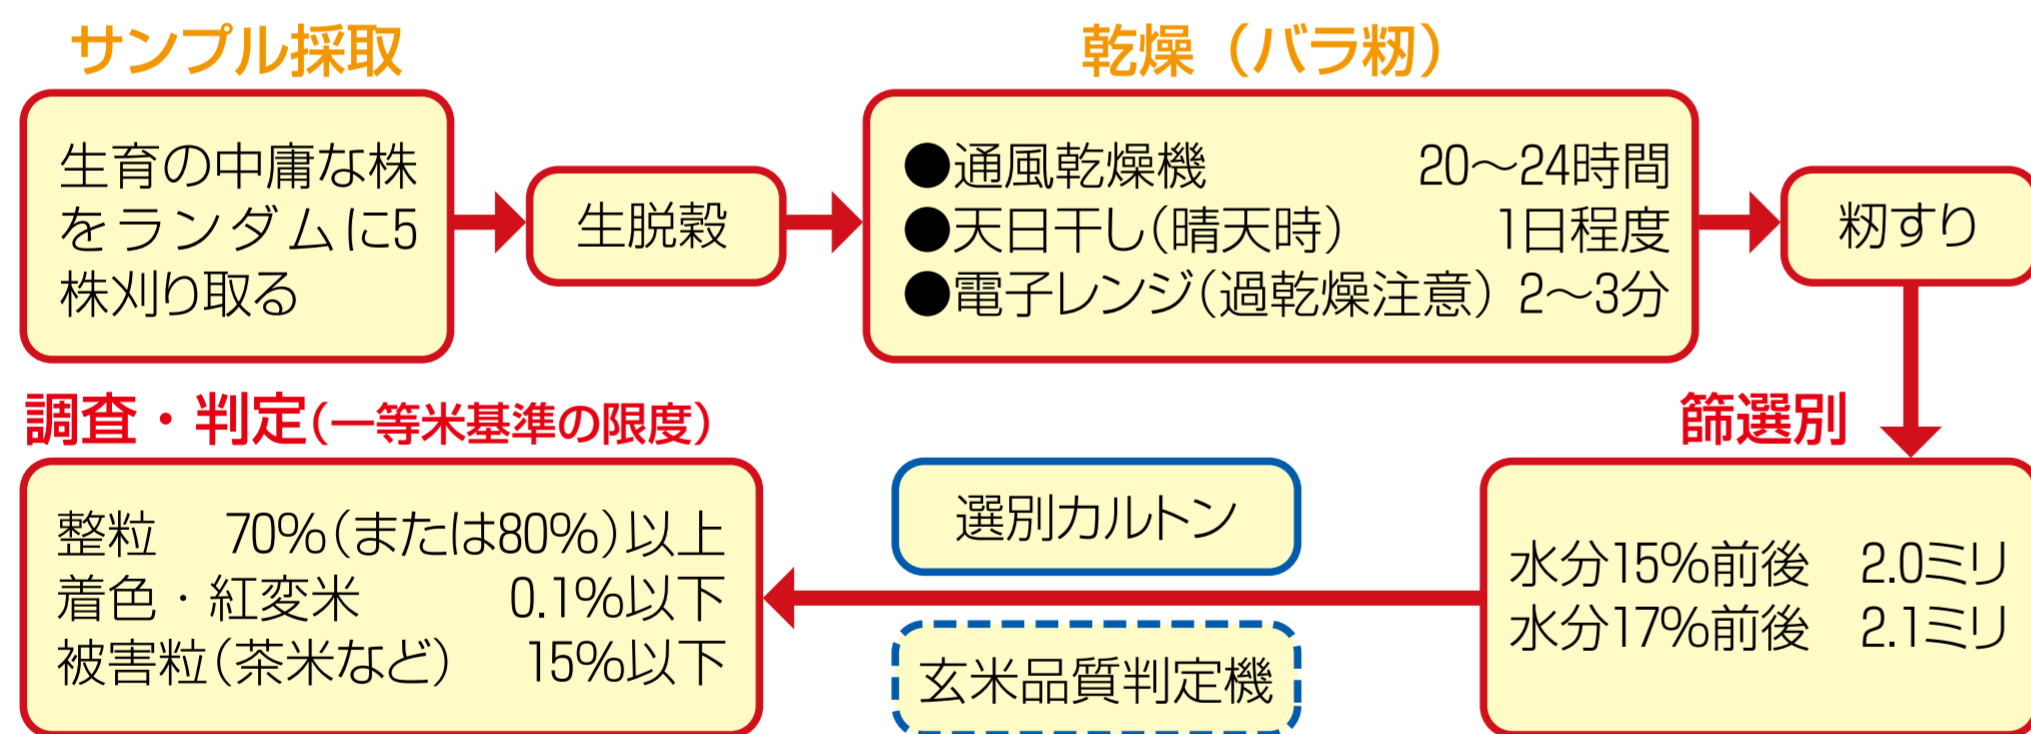 サンプル採取
生育の中庸な株
をランダムに5
株刈り取る
生脱穀
乾燥（バラ籾）
●通風乾燥機 20〜24時間
●天日干し（晴天時） 1日程度
●電子レンジ（過乾燥注意） 2〜3分
籾すり
篩選別
水分15%前後 2.0ミリ
水分17%前後 2.1ミリ
選別カルトン
玄米品質判定機
調査・判定（一等米基準の限度）
整粒 70%（または80%）以上
着色・紅変米 0.1%以下
被害粒（茶米など） 15%以下